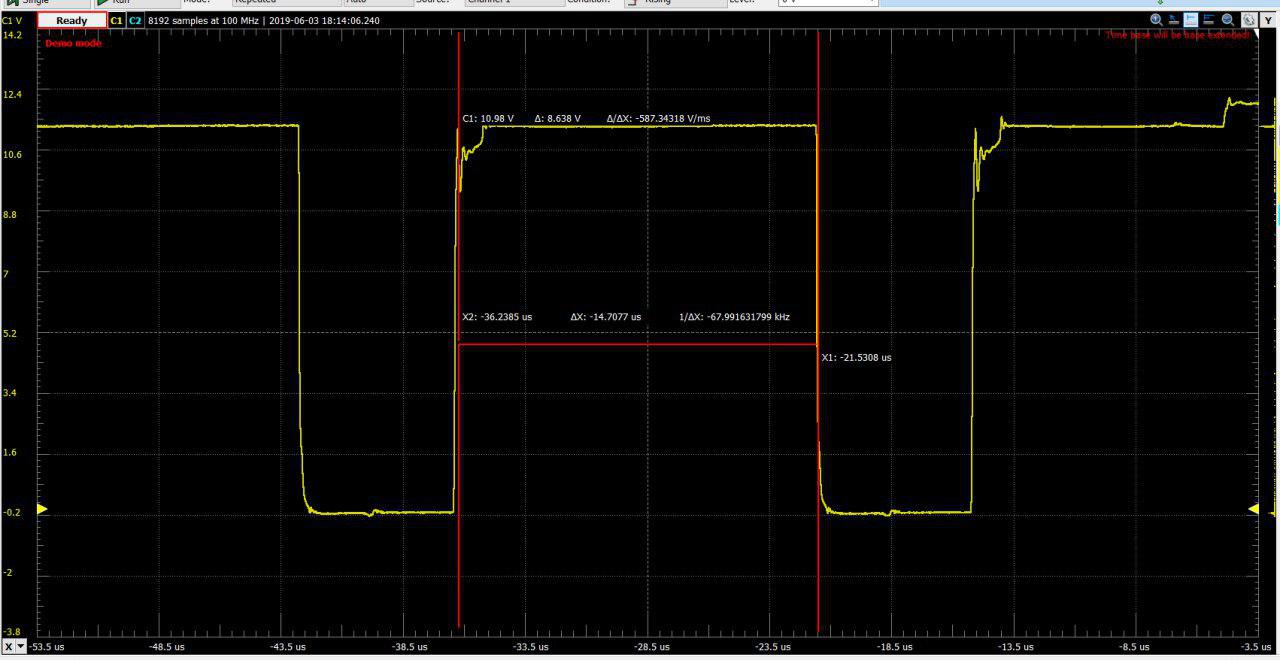 Single Run Mode: Repeated Auto Source: Channel 1 Condition: Rising Level: 0 V
C1 V Ready C1 C2 8192 samples at 100 MHz | 2019-06-03 18:14:06.240 Y
14.2
Demo mode
Time base will be bape extended!
12.4
C1: 10.98 V Δ: 8.638 V Δ/ΔX: -587.34318 V/ms
10.6
8.8
7
X2: -36.2385 us ΔX: -14.7077 us 1/ΔX: -67.991631799 kHz
5.2
X1: -21.5308 us
3.4
1.6
-0.2
-2
-3.8
X -53.5 us -48.5 us -43.5 us -38.5 us -33.5 us -28.5 us -23.5 us -18.5 us -13.5 us -8.5 us -3.5 us